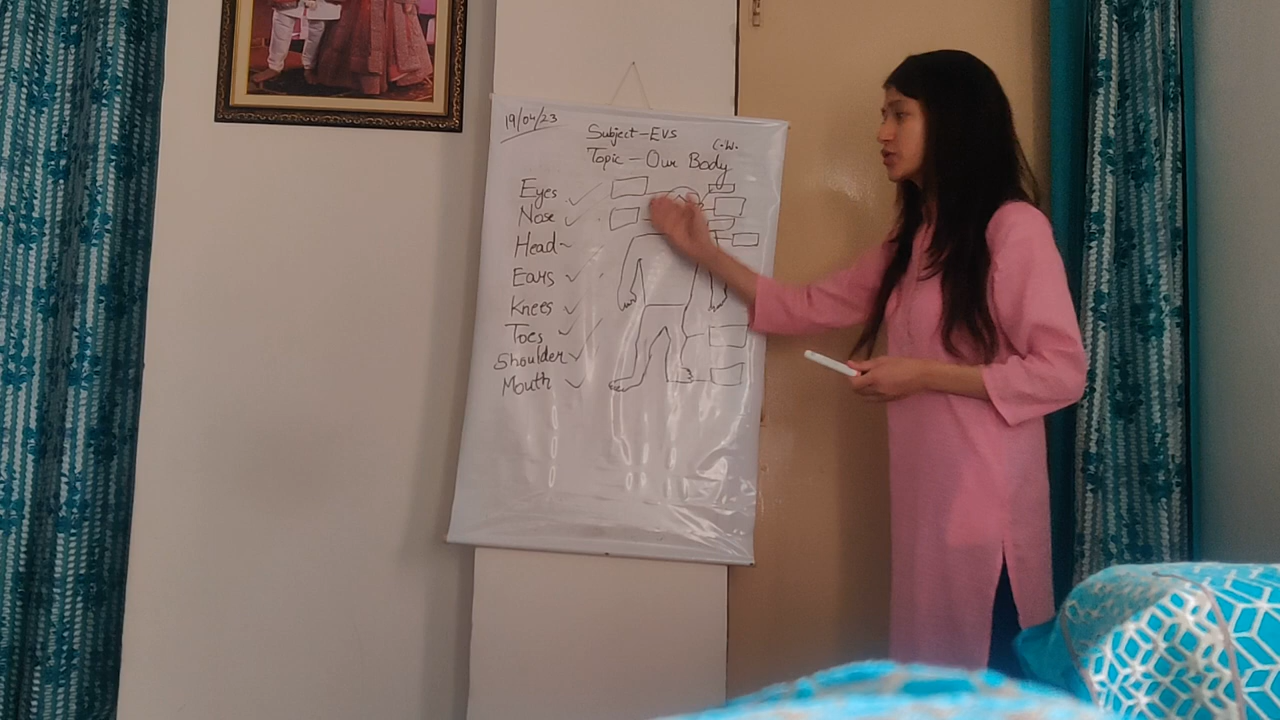 19/04/23
Subject-EVS
C.W.
Topic - Our Body
Eyes
Nose
Head
Ears
Knees
Toes
Shoulder
Mouth